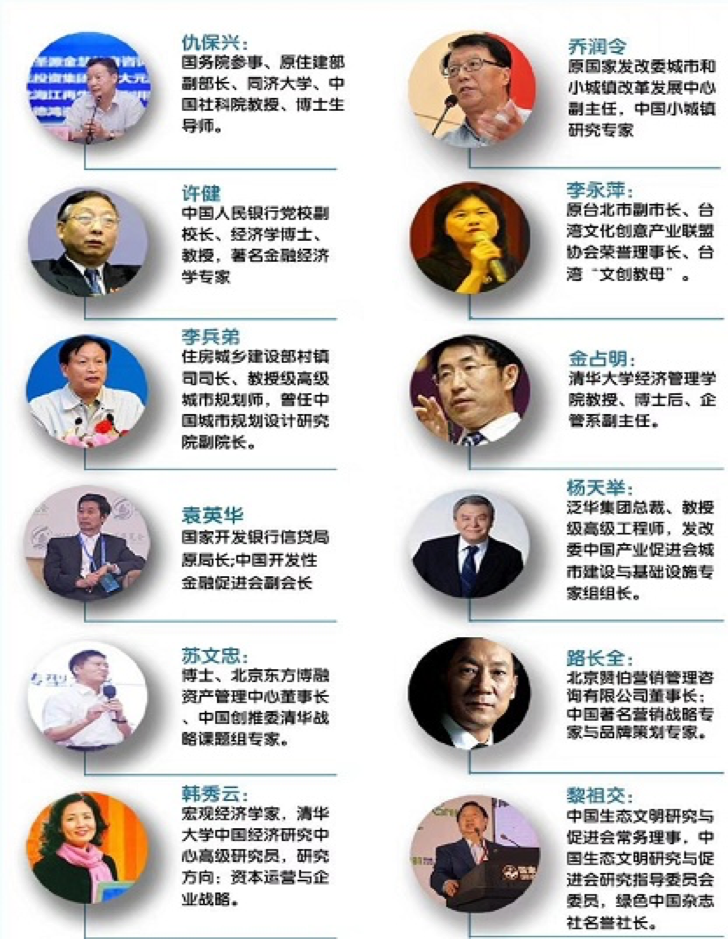 仇保兴：
国务院参事、原住建部
副部长、同济大学、中
国社科院教授、博士生
导师。
乔润令
原国家发改委城市和
小城镇改革发展中心
副主任，中国小城镇
研究专家
许健
中国人民银行党校副
校长、经济学博士、
教授，著名金融经济
学专家
李永萍：
原台北市副市长、台
湾文化创意产业联盟
协会荣誉理事长、台
湾“文创教母”。
李兵弟
住房城乡建设部村镇
司司长、教授级高级
城市规划师，曾任中
国城市规划设计研究
院副院长。
金占明：
清华大学经济管理学
院教授、博士后、企
管系副主任。
袁英华
国家开发银行信贷局
原局长;中国开发性
金融促进会副会长
杨天举：
泛华集团总裁、教授
级高级工程师，发改
委中国产业促进会城
市建设与基础设施专
家组组长。
苏文忠：
博士、北京东方博融
资产管理中心董事长
、中国创推委清华战
略课题组专家。
路长全：
北京赞伯营销管理咨
询有限公司董事长；
中国著名营销战略专
家与品牌策划专家。
韩秀云：
宏观经济学家，清华
大学中国经济研究中
心高级研究员，研究
方向：资本运营与企
业战略。
黎祖交：
中国生态文明研究与
促进会常务理事，中
国生态文明研究与促
进会研究指导委员会
委员，绿色中国杂志
社名誉社长。